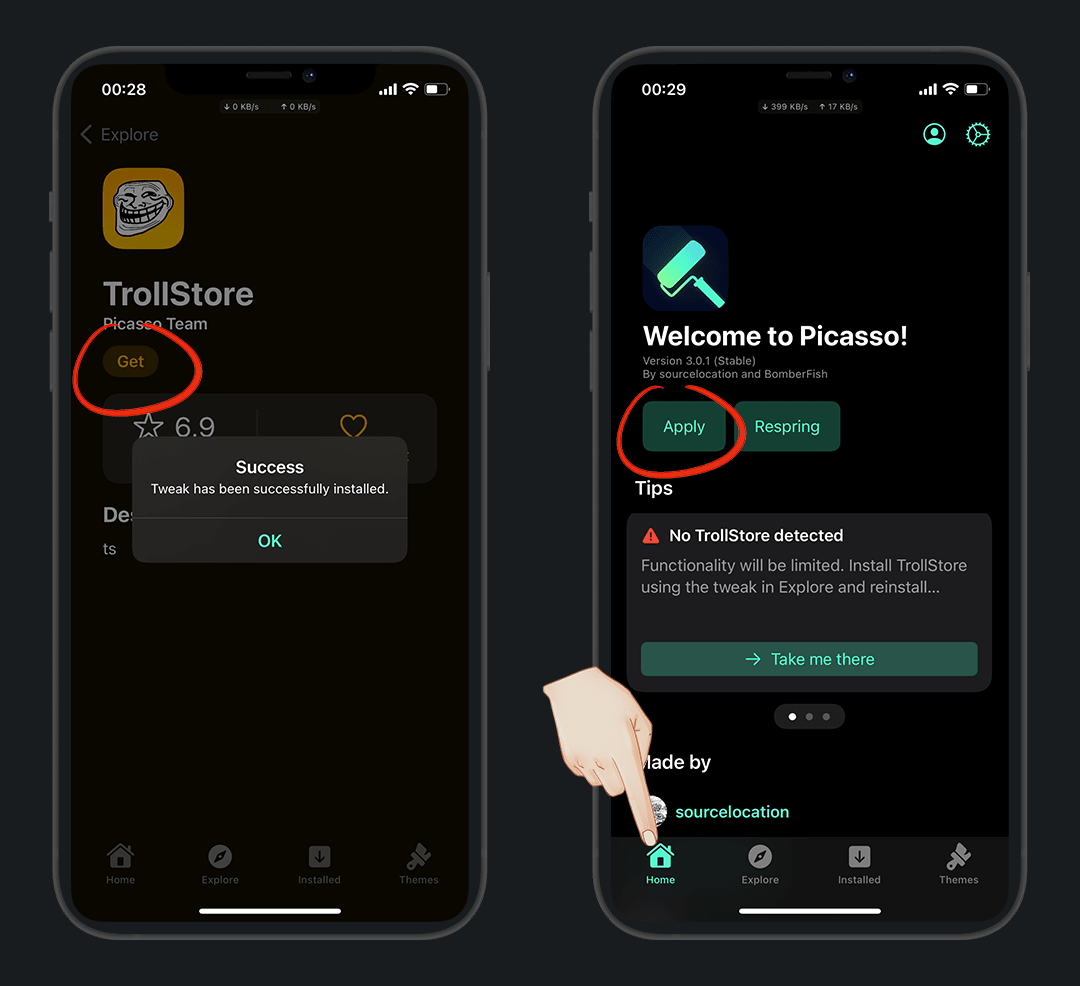 00:28
↓ 0 KB/s ↑ 0 KB/s
Explore
TrollStore
Picasso Team
Get
6.9
Success
Tweak has been successfully installed.
OK
ts
Home Explore Installed Themes
00:29
↓ 399 KB/s ↑ 17 KB/s
Welcome to Picasso!
Version 3.0.1 (Stable)
By sourcelocation and BomberFish
Apply Respring
Tips
No TrollStore detected
Functionality will be limited. Install TrollStore
using the tweak in Explore and reinstall...
→ Take me there
Made by
sourcelocation
Home Explore Installed Themes